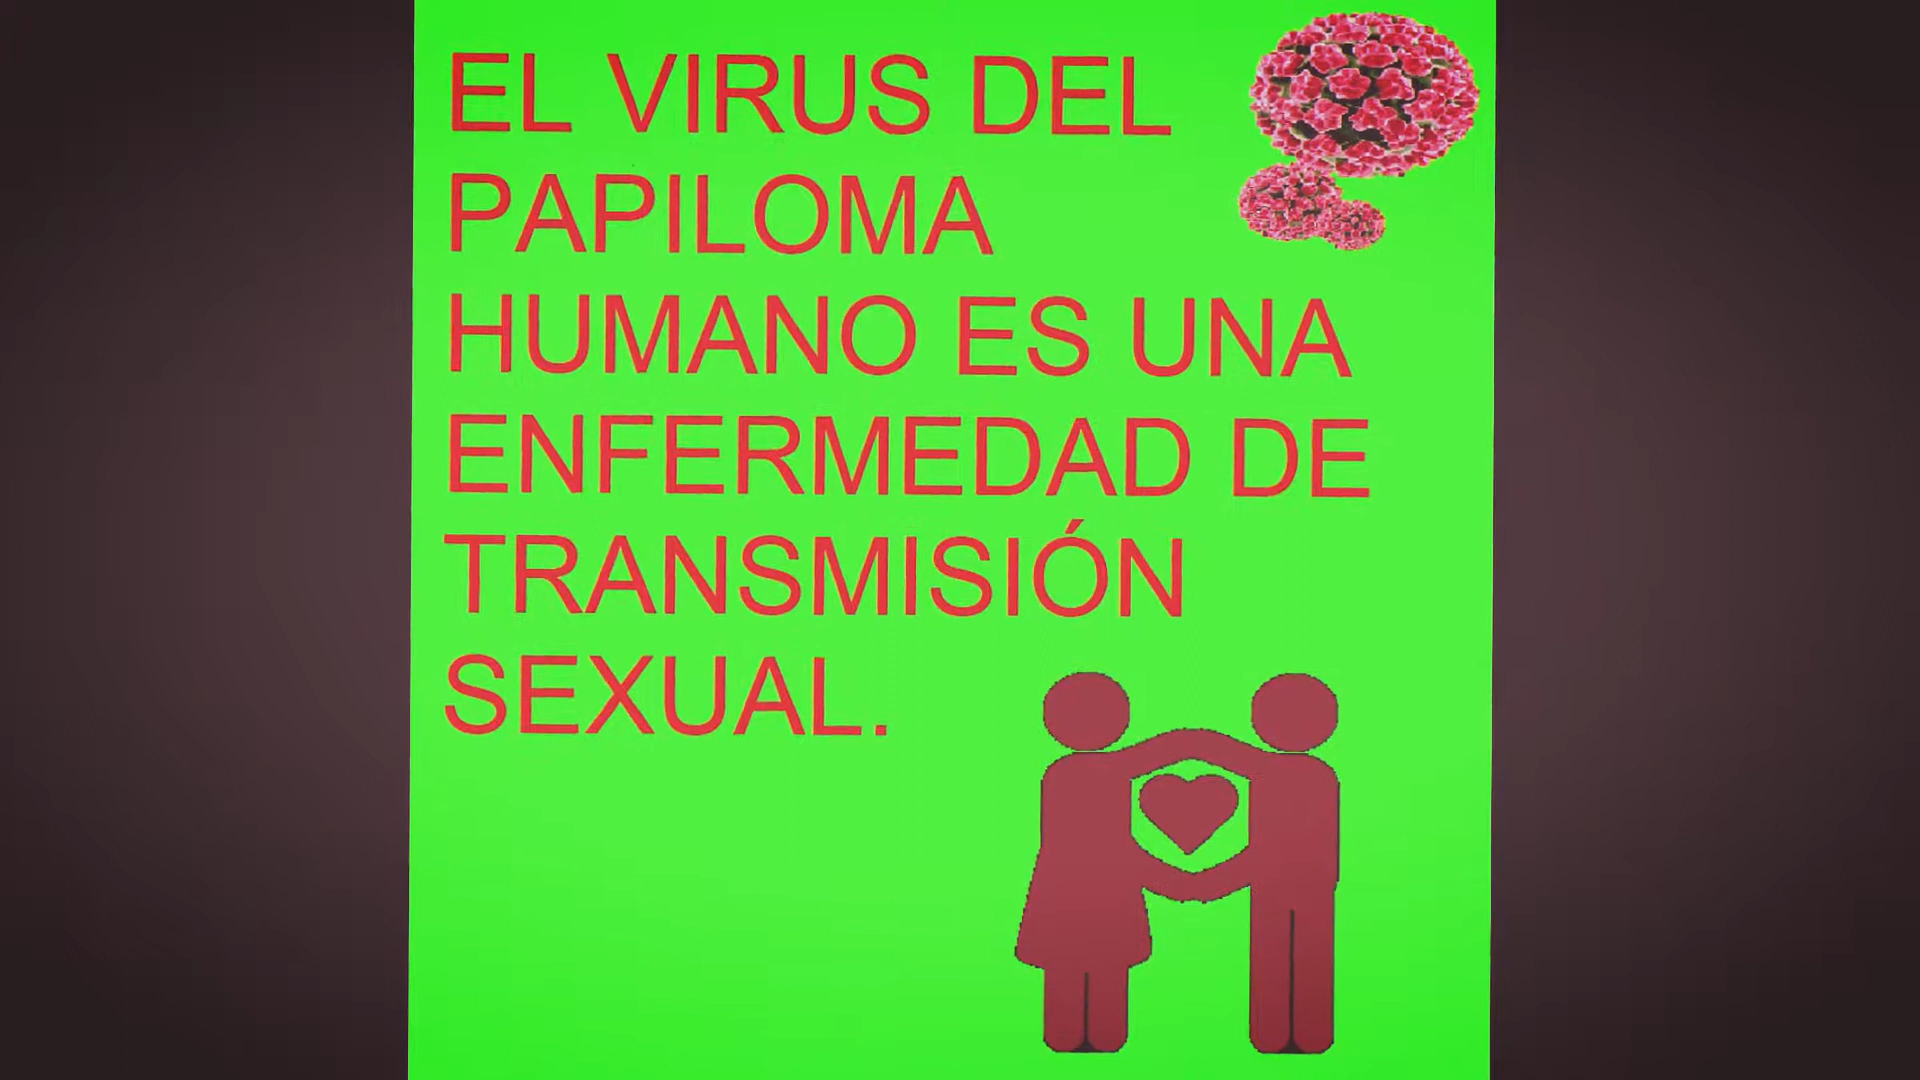 EL VIRUS DEL
PAPILOMA
HUMANO ES UNA
ENFERMEDAD DE
TRANSMISIÓN
SEXUAL.